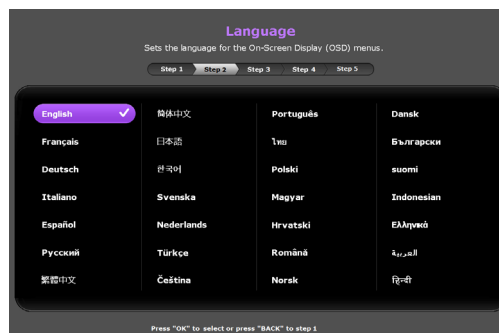 Language
Sets the language for the On-Screen Display (OSD) menus.
Step 1 Step 2 Step 3 Step 4 Step 5
English 简体中文 Português Dansk
Français 日本語 ไทย Български
Deutsch 한국어 Polski suomi
Italiano Svenska Magyar Indonesian
Español Nederlands Hrvatski Ελληνικά
Русский Türkçe Română العربية
繁體中文 Čeština Norsk हिन्दी
Press "OK" to select or press "BACK" to step 1